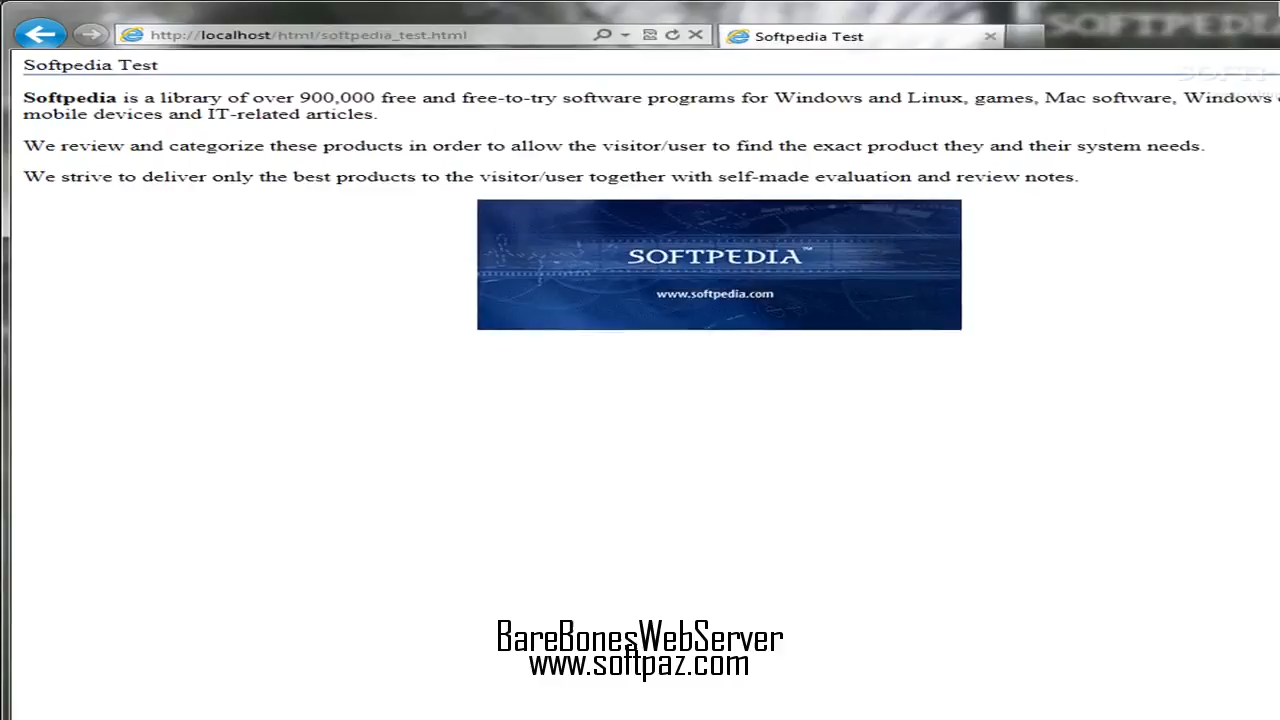 SOFTPEDIA
http://localhost/html/softpedia_test.html
Softpedia Test
Softpedia Test
Softpedia is a library of over 900,000 free and free-to-try software programs for Windows and Linux, games, Mac software, Windows
mobile devices and IT-related articles.
We review and categorize these products in order to allow the visitor/user to find the exact product they and their system needs.
We strive to deliver only the best products to the visitor/user together with self-made evaluation and review notes.
SOFTPEDIA™
www.softpedia.com
BareBonesWebServer
www.softpaz.com